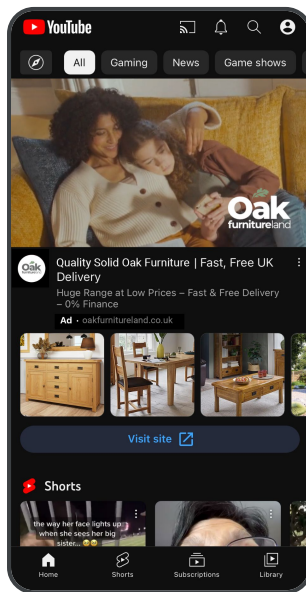 YouTube
All Gaming News Game shows
Oak
furnitureland
Oak
furnitureland
Quality Solid Oak Furniture | Fast, Free UK
Delivery
Huge Range at Low Prices – Fast & Free Delivery
– 0% Finance
Ad · oakfurnitureland.co.uk
Visit site
Shorts
the way her face lights up
when she sees her big
sister...
Home Shorts Subscriptions Library